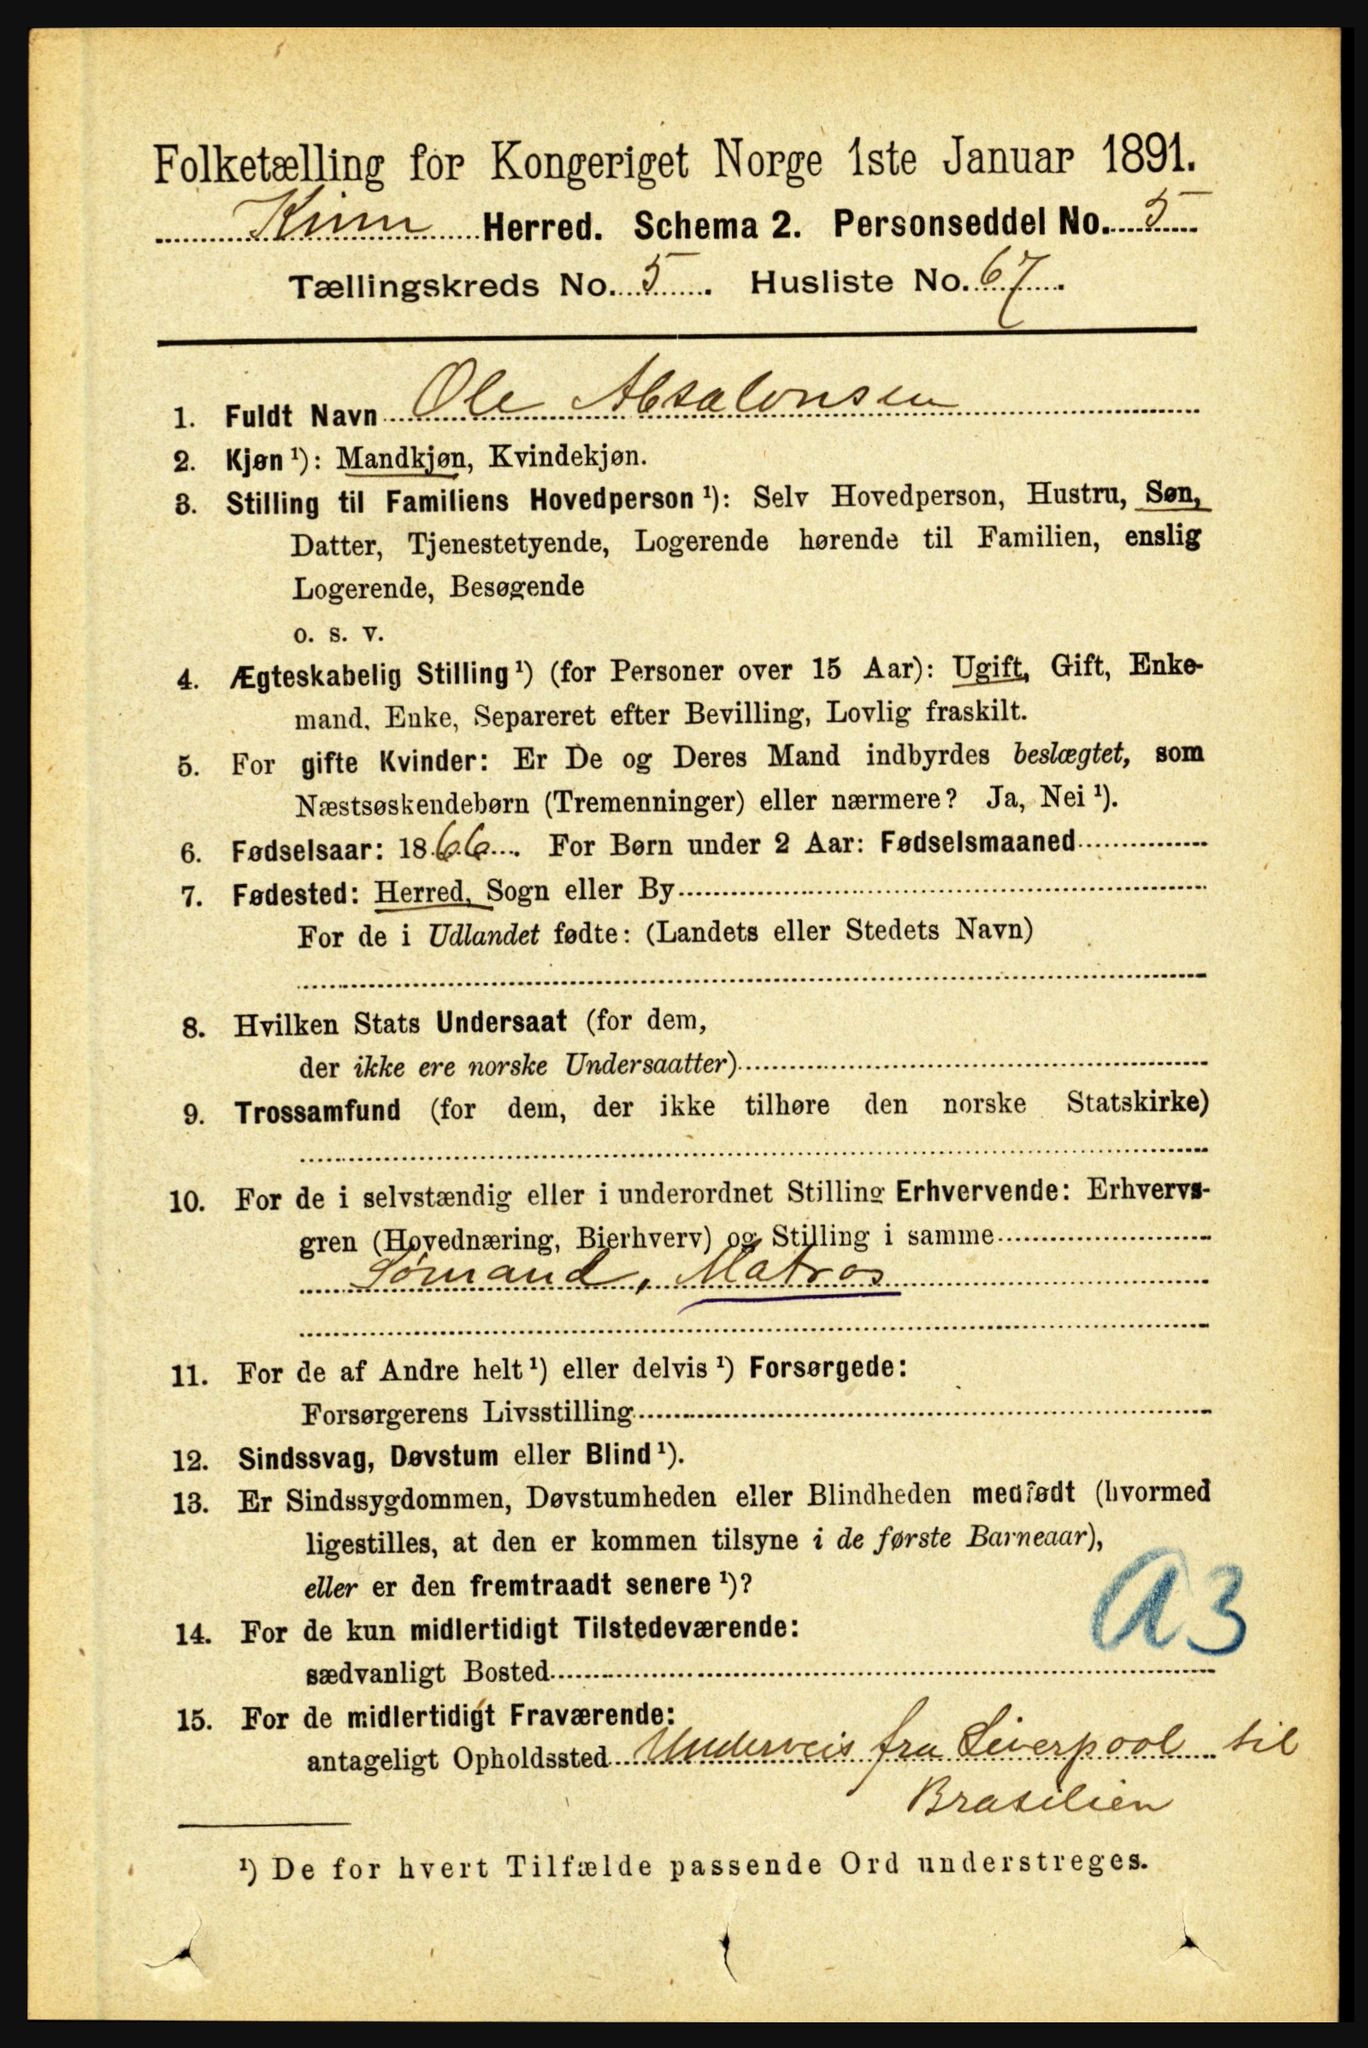 Folketælling for Kongeriget Norge 1ste Januar 1891.
Kinn Herred. Schema 2. Personseddel No. 5
Tællingskreds No. 5. Husliste No. 67.
1. Fuldt Navn Ole Absalonsen
2. Kjøn ¹): Mandkjøn, Kvindekjøn.
3. Stilling til Familiens Hovedperson ¹): Selv Hovedperson, Hustru, Søn,
Datter, Tjenestetyende, Logerende hørende til Familien, enslig
Logerende, Besøgende
o. s. v.
4. Ægteskabelig Stilling ¹) (for Personer over 15 Aar): Ugift, Gift, Enke-
mand, Enke, Separeret efter Bevilling, Lovlig fraskilt.
5. For gifte Kvinder: Er De og Deres Mand indbyrdes beslægtet, som
Næstsøskendebørn (Tremenninger) eller nærmere? Ja, Nei ¹).
6. Fødselsaar: 1866. For Børn under 2 Aar: Fødselsmaaned
7. Fødested: Herred, Sogn eller By
For de i Udlandet fødte: (Landets eller Stedets Navn)
8. Hvilken Stats Undersaat (for dem,
der ikke ere norske Undersaatter)
9. Trossamfund (for dem, der ikke tilhøre den norske Statskirke)
10. For de i selvstændig eller i underordnet Stilling Erhvervende: Erhvervs-
gren (Hovednæring, Bierhverv) og Stilling i samme
Sømand, Matros
11. For de af Andre helt ¹) eller delvis ¹) Forsørgede:
Forsørgerens Livsstilling
12. Sindssvag, Døvstum eller Blind ¹).
13. Er Sindssygdommen, Døvstumheden eller Blindheden medfødt (hvormed
ligestilles, at den er kommen tilsyne i de første Barneaar),
eller er den fremtraadt senere ¹)?
A3
14. For de kun midlertidigt Tilstedeværende:
sædvanligt Bosted
15. For de midlertidigt Fraværende:
antageligt Opholdssted Underveis fra Liverpool til
Brasilien
¹) De for hvert Tilfælde passende Ord understreges.